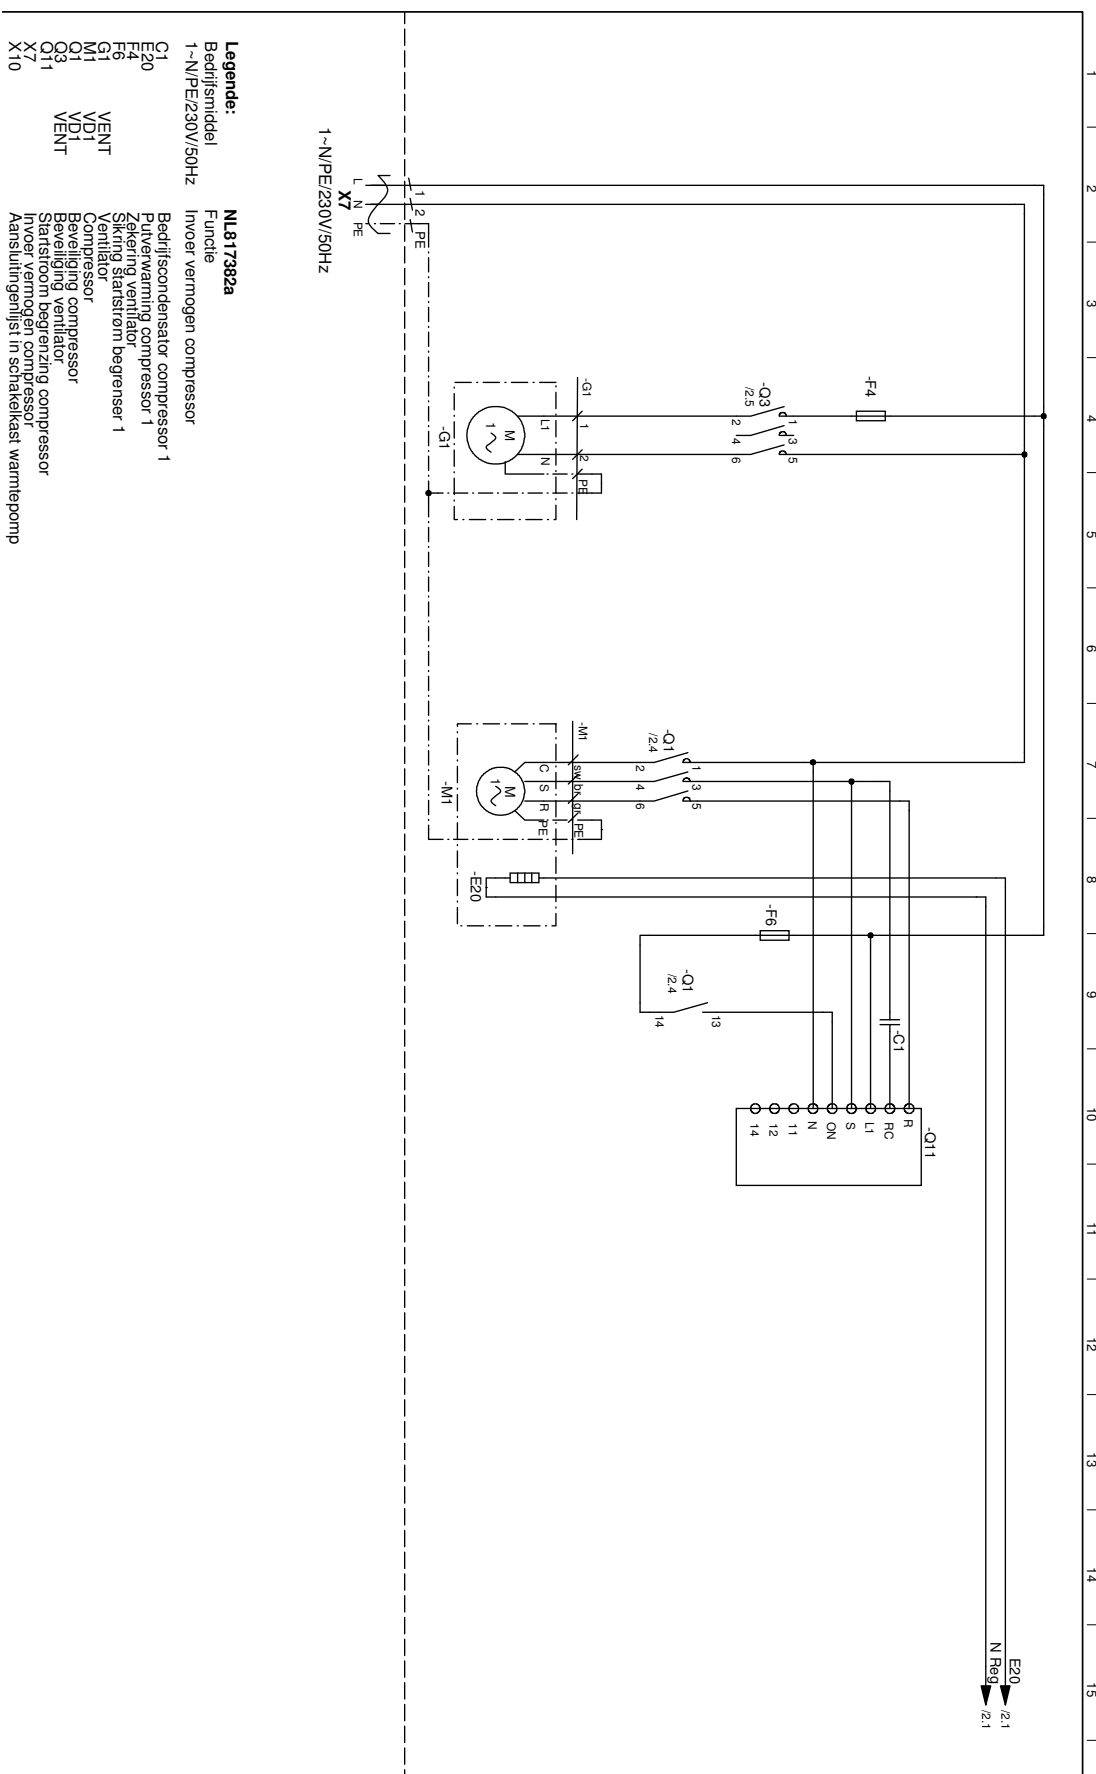 1
2
3
4
5
6
7
8
9
10
11
12
13
14
15
E20 /2.1
N Reg /2.1
-F4
-Q3
/2.5
1 3 5
2 4 6
-G1
1 2 PE
L1 N
M
1~
-G1
-Q1
/2.4
1 3 5
2 4 6
-M1
sw br gr PE
C S R PE
M
1~
-M1
-E20
-F6
-Q1
/2.4
13
14
-C1
-Q11
R
RC
L1
S
ON
N
11
12
14
1 2 PE
L N PE
X7
1~N/PE/230V/50Hz
Legende: NL817382a
Bedrijfsmiddel Functie
1~N/PE/230V/50Hz Invoer vermogen compressor
C1 Bedrijfscondensator compressor 1
E20 Putverwarming compressor 1
F4 Zekering ventilator
F6 Sikring startstrøm begrenser 1
G1 VENT Ventilator
M1 VD1 Compressor
Q1 VD1 Beveiliging compressor
Q3 VENT Beveiliging ventilator
Q11 Startstroom begrenzing compressor
X7 Invoer vermogen compressor
X10 Aansluitingenlijst in schakelkast warmtepomp